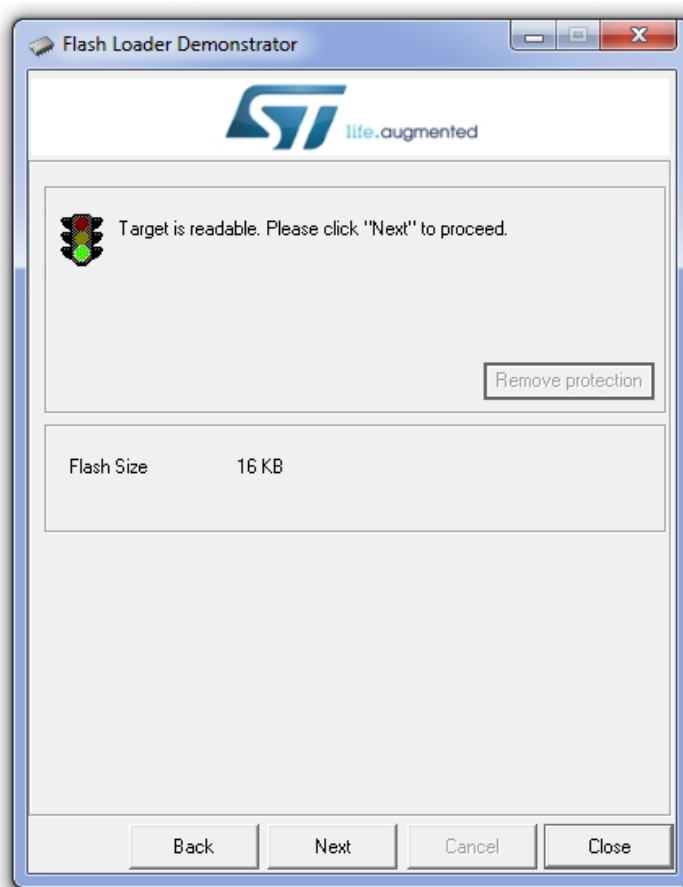 Flash Loader Demonstrator
ST life.augmented
Target is readable. Please click "Next" to proceed.
Remove protection
Flash Size 16 KB
Back Next Cancel Close